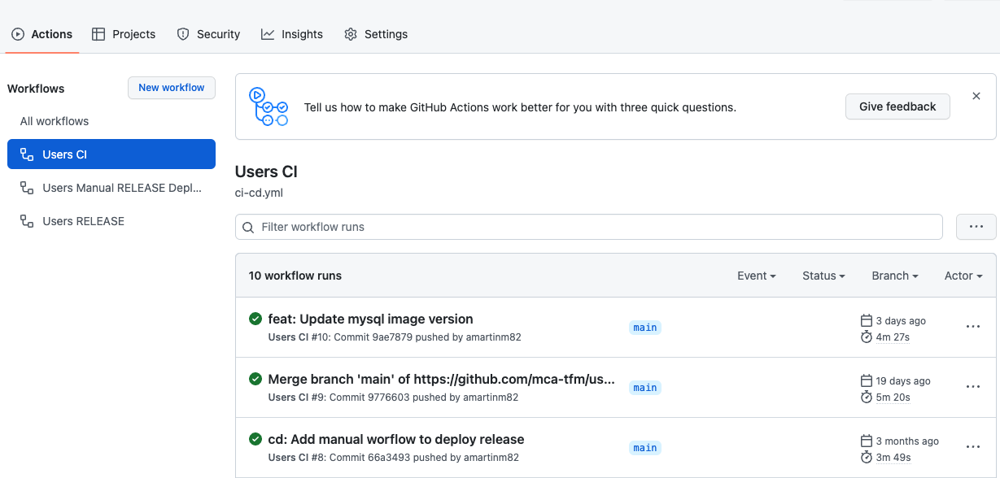 Actions
Projects
Security
Insights
Settings
Workflows
New workflow
All workflows
Users CI
Users Manual RELEASE Depl...
Users RELEASE
Tell us how to make GitHub Actions work better for you with three quick questions.
Give feedback
Users CI
ci-cd.yml
Filter workflow runs
10 workflow runs
Event
Status
Branch
Actor
feat: Update mysql image version
Users CI #10: Commit 9ae7879 pushed by amartinm82
main
3 days ago
4m 27s
Merge branch 'main' of https://github.com/mca-tfm/us...
Users CI #9: Commit 9776603 pushed by amartinm82
main
19 days ago
5m 20s
cd: Add manual worflow to deploy release
Users CI #8: Commit 66a3493 pushed by amartinm82
main
3 months ago
3m 49s